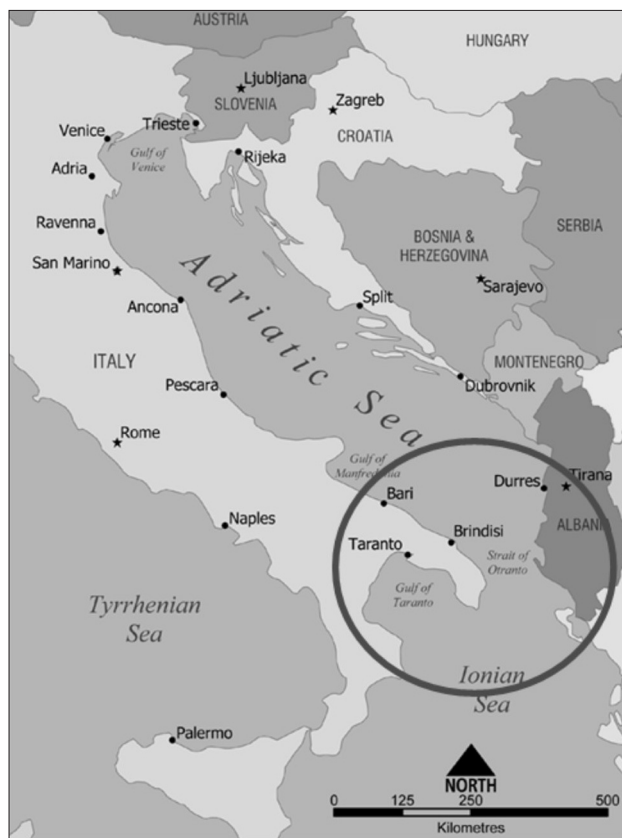 AUSTRIA
HUNGARY
Ljubljana
SLOVENIA
Zagreb
CROATIA
Venice
Trieste
Gulf of
Venice
Rijeka
Adria
Ravenna
San Marino
Ancona
Adriatic Sea
BOSNIA &
HERZEGOVINA
SERBIA
Sarajevo
Split
ITALY
MONTENEGRO
Pescara
Dubrovnik
Rome
Gulf of
Manfredonia
Bari
Durres
Tirana
ALBANIA
Naples
Brindisi
Taranto
Strait of
Otranto
Gulf of
Taranto
Tyrrhenian
Sea
Ionian
Sea
Palermo
NORTH
0 125 250 500
Kilometres